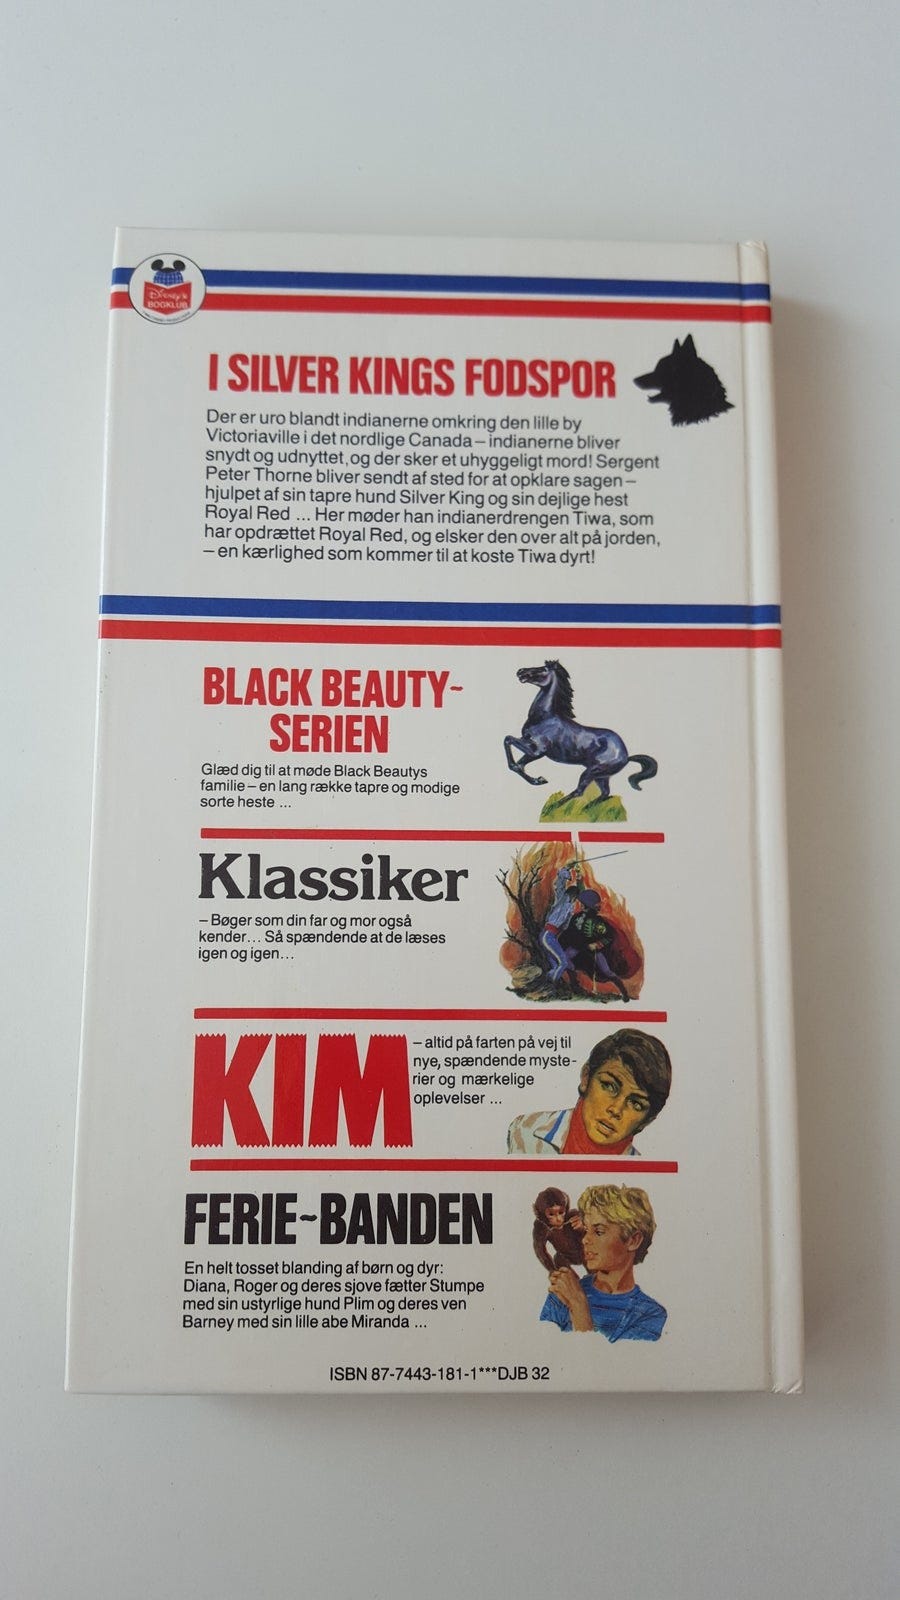 Disney's
BOGKLUB
I SILVER KINGS FODSPOR
Der er uro blandt indianerne omkring den lille by
Victoriaville i det nordlige Canada – indianerne bliver
snydt og udnyttet, og der sker et uhyggeligt mord! Sergent
Peter Thorne bliver sendt af sted for at opklare sagen –
hjulpet af sin tapre hund Silver King og sin dejlige hest
Royal Red ... Her møder han indianerdrengen Tiwa, som
har opdrættet Royal Red, og elsker den over alt på jorden,
– en kærlighed som kommer til at koste Tiwa dyrt!
BLACK BEAUTY-
SERIEN
Glæd dig til at møde Black Beautys
familie – en lang række tapre og modige
sorte heste ...
Klassiker
– Bøger som din far og mor også
kender... Så spændende at de læses
igen og igen...
KIM
– altid på farten på vej til
nye, spændende myste-
rier og mærkelige
oplevelser ...
FERIE-BANDEN
En helt tosset blanding af børn og dyr:
Diana, Roger og deres sjove fætter Stumpe
med sin ustyrlige hund Plim og deres ven
Barney med sin lille abe Miranda ...
ISBN 87-7443-181-1***DJB 32